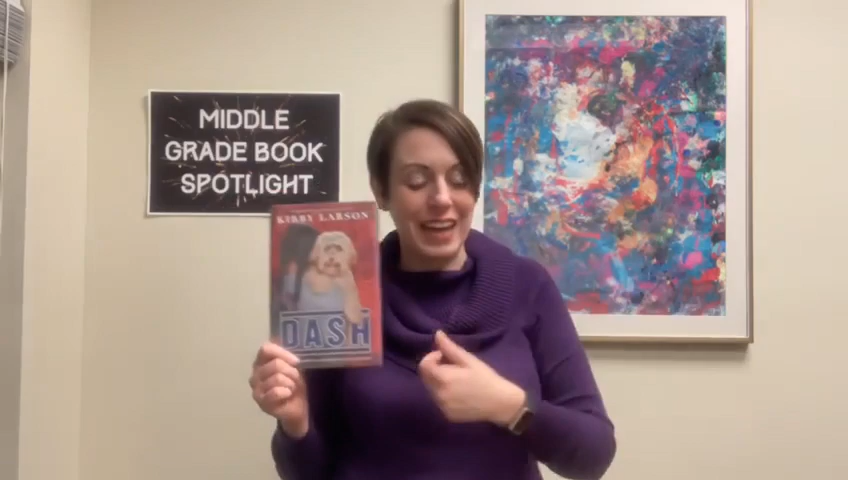 MIDDLE
GRADE BOOK
SPOTLIGHT
KIRBY LARSON
DASH